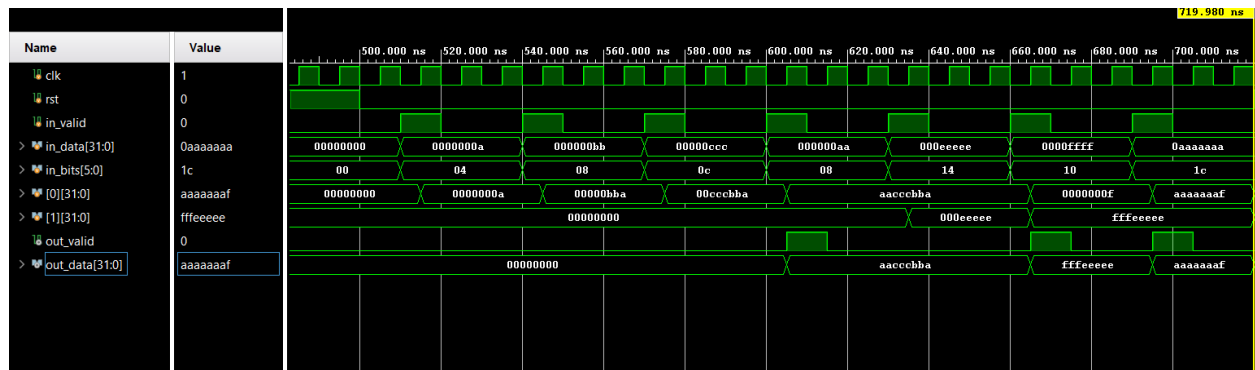 719.980 ns
Name Value
500.000 ns 520.000 ns 540.000 ns 560.000 ns 580.000 ns 600.000 ns 620.000 ns 640.000 ns 660.000 ns 680.000 ns 700.000 ns
clk 1
rst 0
in_valid 0
in_data[31:0] 0aaaaaaa 00000000 0000000a 000000bb 00000ccc 000000aa 000eeeee 0000ffff 0aaaaaaa
in_bits[5:0] 1c 00 04 08 0c 08 14 10 1c
[0][31:0] aaaaaaaf 00000000 0000000a 00000bba 00cccbba aacccbba 0000000f aaaaaaaf
[1][31:0] fffeeeee 00000000 000eeeee fffeeeee
out_valid 0
out_data[31:0] aaaaaaaf 00000000 aacccbba fffeeeee aaaaaaaf